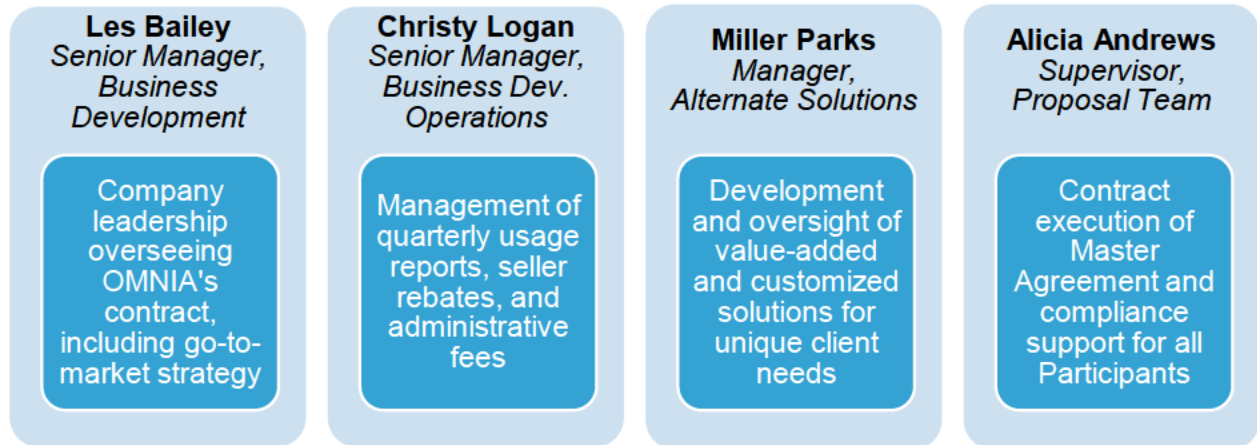 Les Bailey
Senior Manager,
Business
Development
Company
leadership
overseeing
OMNIA's
contract,
including go-to-
market strategy
Christy Logan
Senior Manager,
Business Dev.
Operations
Management of
quarterly usage
reports, seller
rebates, and
administrative
fees
Miller Parks
Manager,
Alternate Solutions
Development
and oversight of
value-added
and customized
solutions for
unique client
needs
Alicia Andrews
Supervisor,
Proposal Team
Contract
execution of
Master
Agreement and
compliance
support for all
Participants